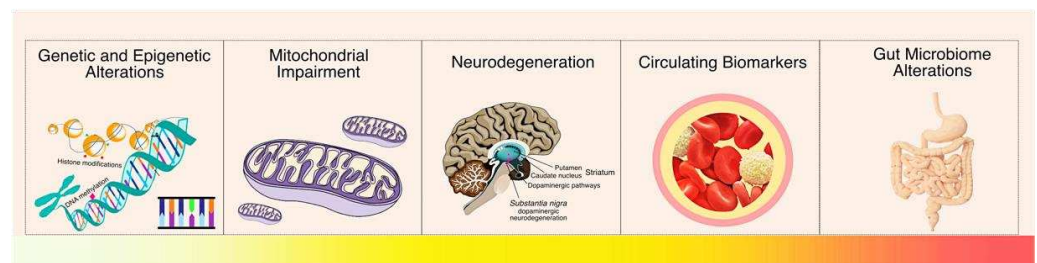 Genetic and Epigenetic
Alterations
Histone modifications
DNA methylation
Mitochondrial
Impairment
Neurodegeneration
Putamen
Caudate nucleus
Striatum
Dopaminergic pathways
Substantia nigra
dopaminergic
neurodegeneration
Circulating Biomarkers
Gut Microbiome
Alterations